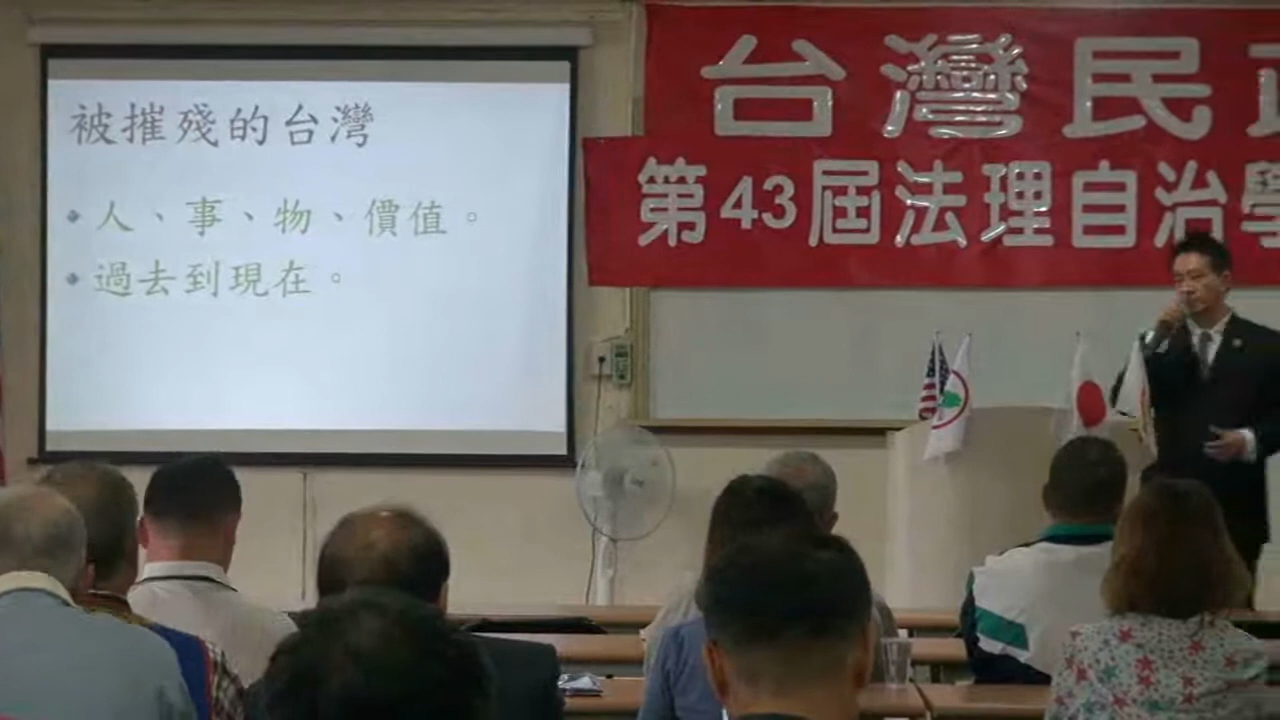 被摧殘的台灣
人、事、物、價值。
過去到現在。
台灣民
第43屆法理自治學